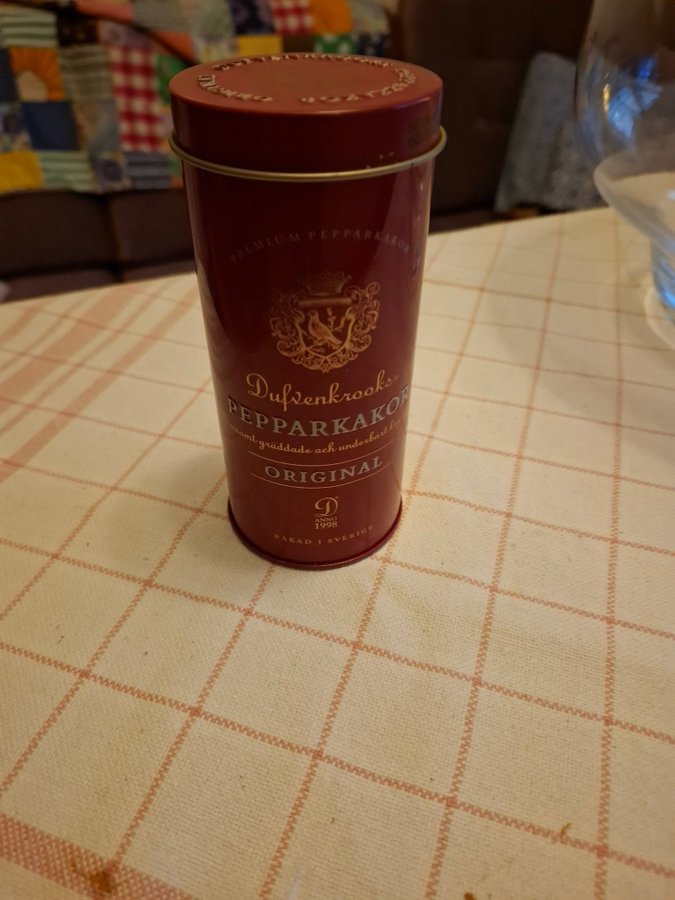 PREMIUM PEPPARKAKOR
Dufvenkrooks
PEPPARKAKOR
gräddade och underbart
ORIGINAL
D
ANNO
1998
BAKAD I SVERIGE